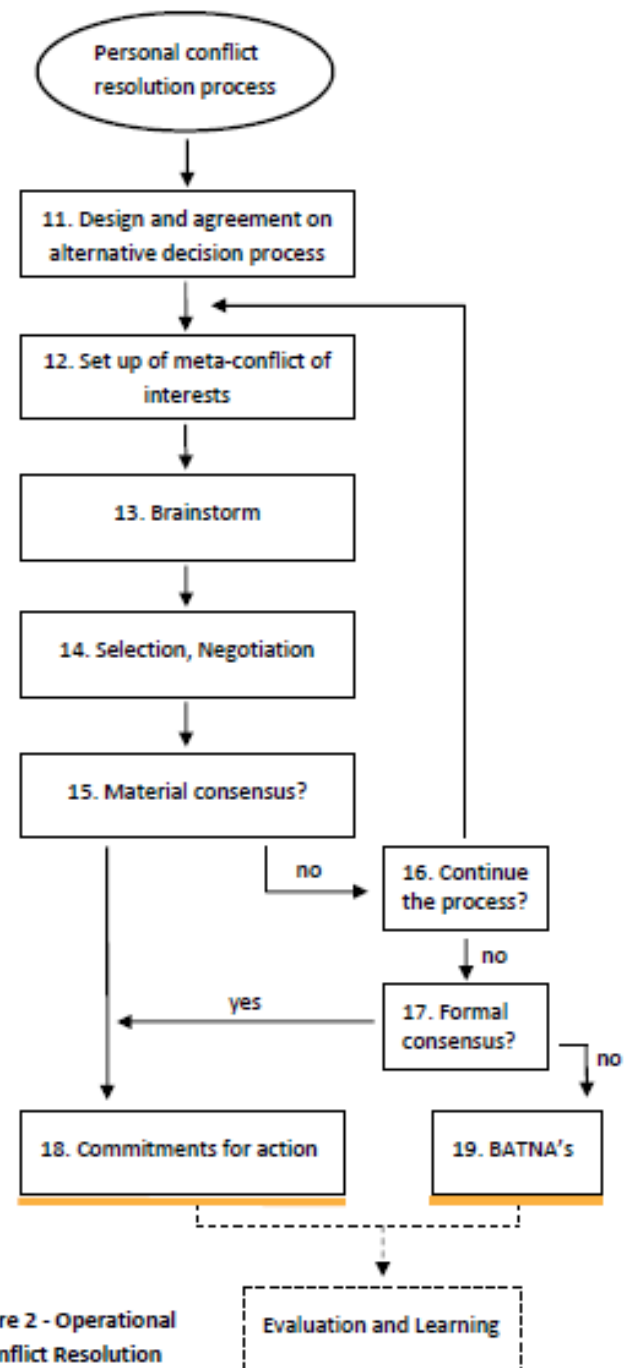 Personal conflict
resolution process
11. Design and agreement on
alternative decision process
12. Set up of meta-conflict of
interests
13. Brainstorm
14. Selection, Negotiation
15. Material consensus?
no
16. Continue
the process?
no
yes
17. Formal
consensus?
no
18. Commitments for action
19. BATNA's
re 2 - Operational
nflict Resolution
Evaluation and Learning